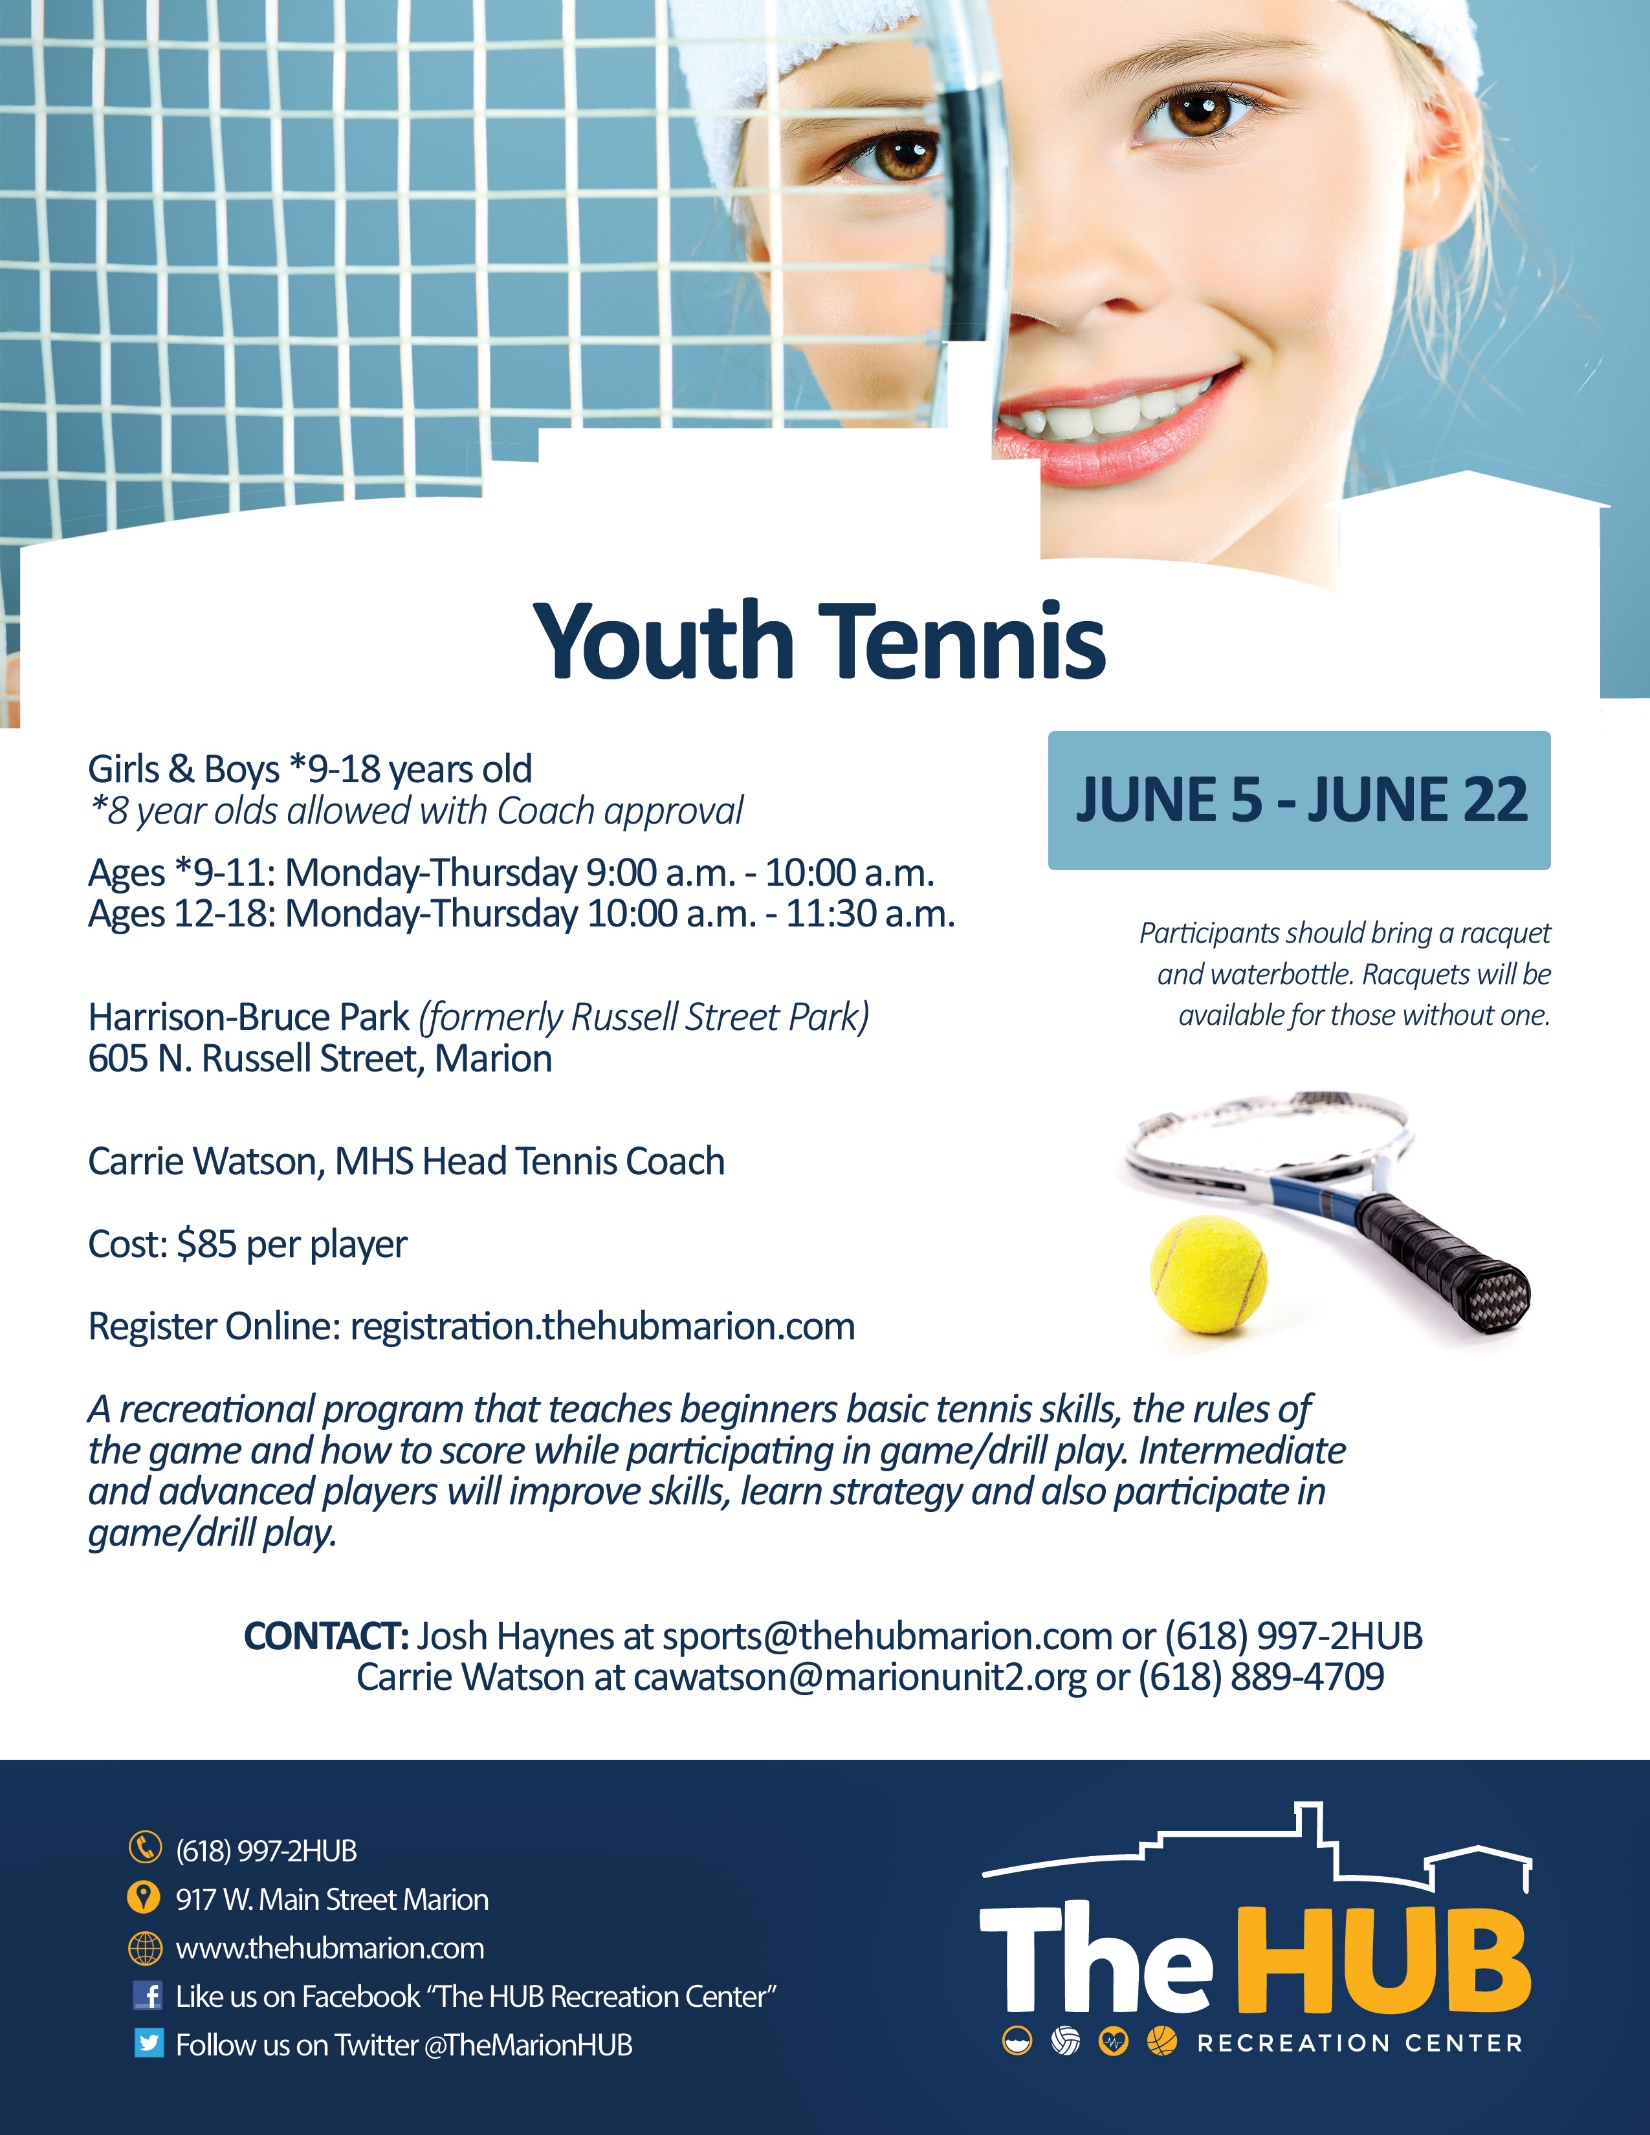 Youth Tennis
Girls & Boys *9-18 years old
*8 year olds allowed with Coach approval
Ages *9-11: Monday-Thursday 9:00 a.m. - 10:00 a.m.
Ages 12-18: Monday-Thursday 10:00 a.m. - 11:30 a.m.
JUNE 5 - JUNE 22
Participants should bring a racquet
and waterbottle. Racquets will be
available for those without one.
Harrison-Bruce Park (formerly Russell Street Park)
605 N. Russell Street, Marion
Carrie Watson, MHS Head Tennis Coach
Cost: $85 per player
Register Online: registration.thehubmarion.com
A recreational program that teaches beginners basic tennis skills, the rules of
the game and how to score while participating in game/drill play. Intermediate
and advanced players will improve skills, learn strategy and also participate in
game/drill play.
CONTACT: Josh Haynes at sports@thehubmarion.com or (618) 997-2HUB
Carrie Watson at cawatson@marionunit2.org or (618) 889-4709
(618) 997-2HUB
917 W. Main Street Marion
www.thehubmarion.com
Like us on Facebook “The HUB Recreation Center”
Follow us on Twitter @TheMarionHUB
The HUB
RECREATION CENTER